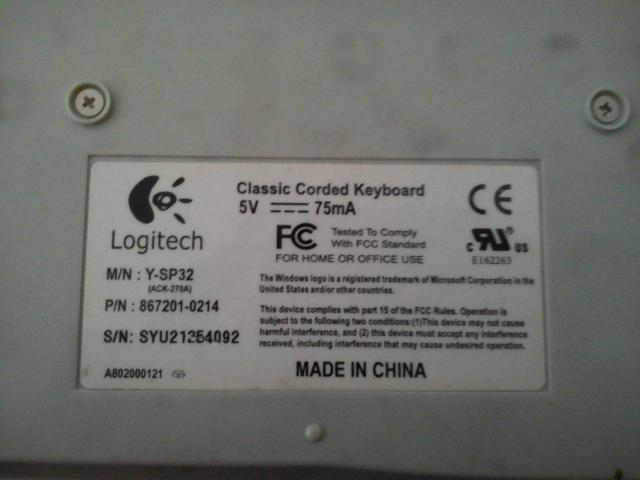 Logitech
M/N : Y-SP32
(ACK-270A)
P/N : 867201-0214
S/N: SYU21354092
A802000121
Classic Corded Keyboard
5V 75mA
FC Tested To Comply
With FCC Standard
FOR HOME OR OFFICE USE
CE
c RU US
E162263
The Windows logo is a registered trademark of Microsoft Corporation in the
United States and/or other countries.
This device complies with part 15 of the FCC Rules. Operation is
subject to the following two conditions:(1)This device may not cause
harmful interference, and (2) this device must accept any interference
received, including interference that may cause undesired operation.
MADE IN CHINA